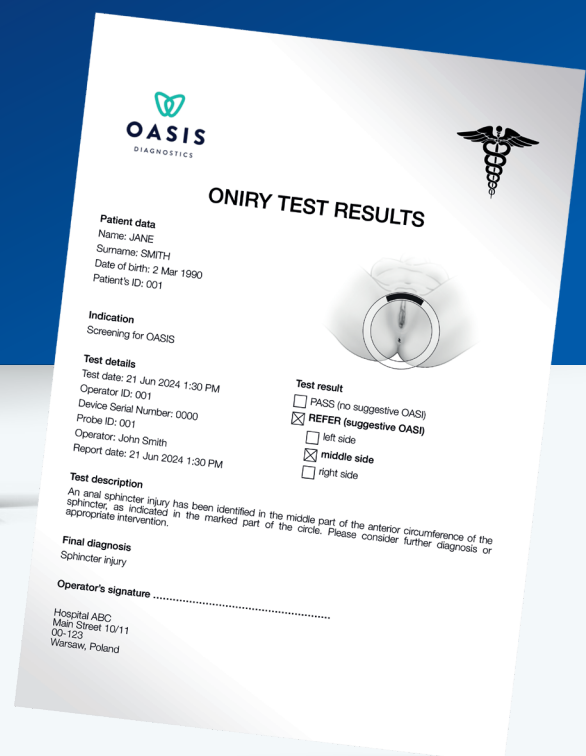 OASIS
DIAGNOSTICS
ONIRY TEST RESULTS
Patient data
Name: JANE
Surname: SMITH
Date of birth: 2 Mar 1990
Patient's ID: 001
Indication
Screening for OASIS
Test details
Test date: 21 Jun 2024 1:30 PM
Operator ID: 001
Device Serial Number: 0000
Probe ID: 001
Operator: John Smith
Report date: 21 Jun 2024 1:30 PM
Test result
PASS (no suggestive OASI)
REFER (suggestive OASI)
left side
middle side
right side
Test description
An anal sphincter injury has been identified in the middle part of the anterior circumference of the
sphincter, as indicated in the marked part of the circle. Please consider further diagnosis or
appropriate intervention.
Final diagnosis
Sphincter injury
Operator's signature ................................................
Hospital ABC
Main Street 10/11
00-123
Warsaw, Poland